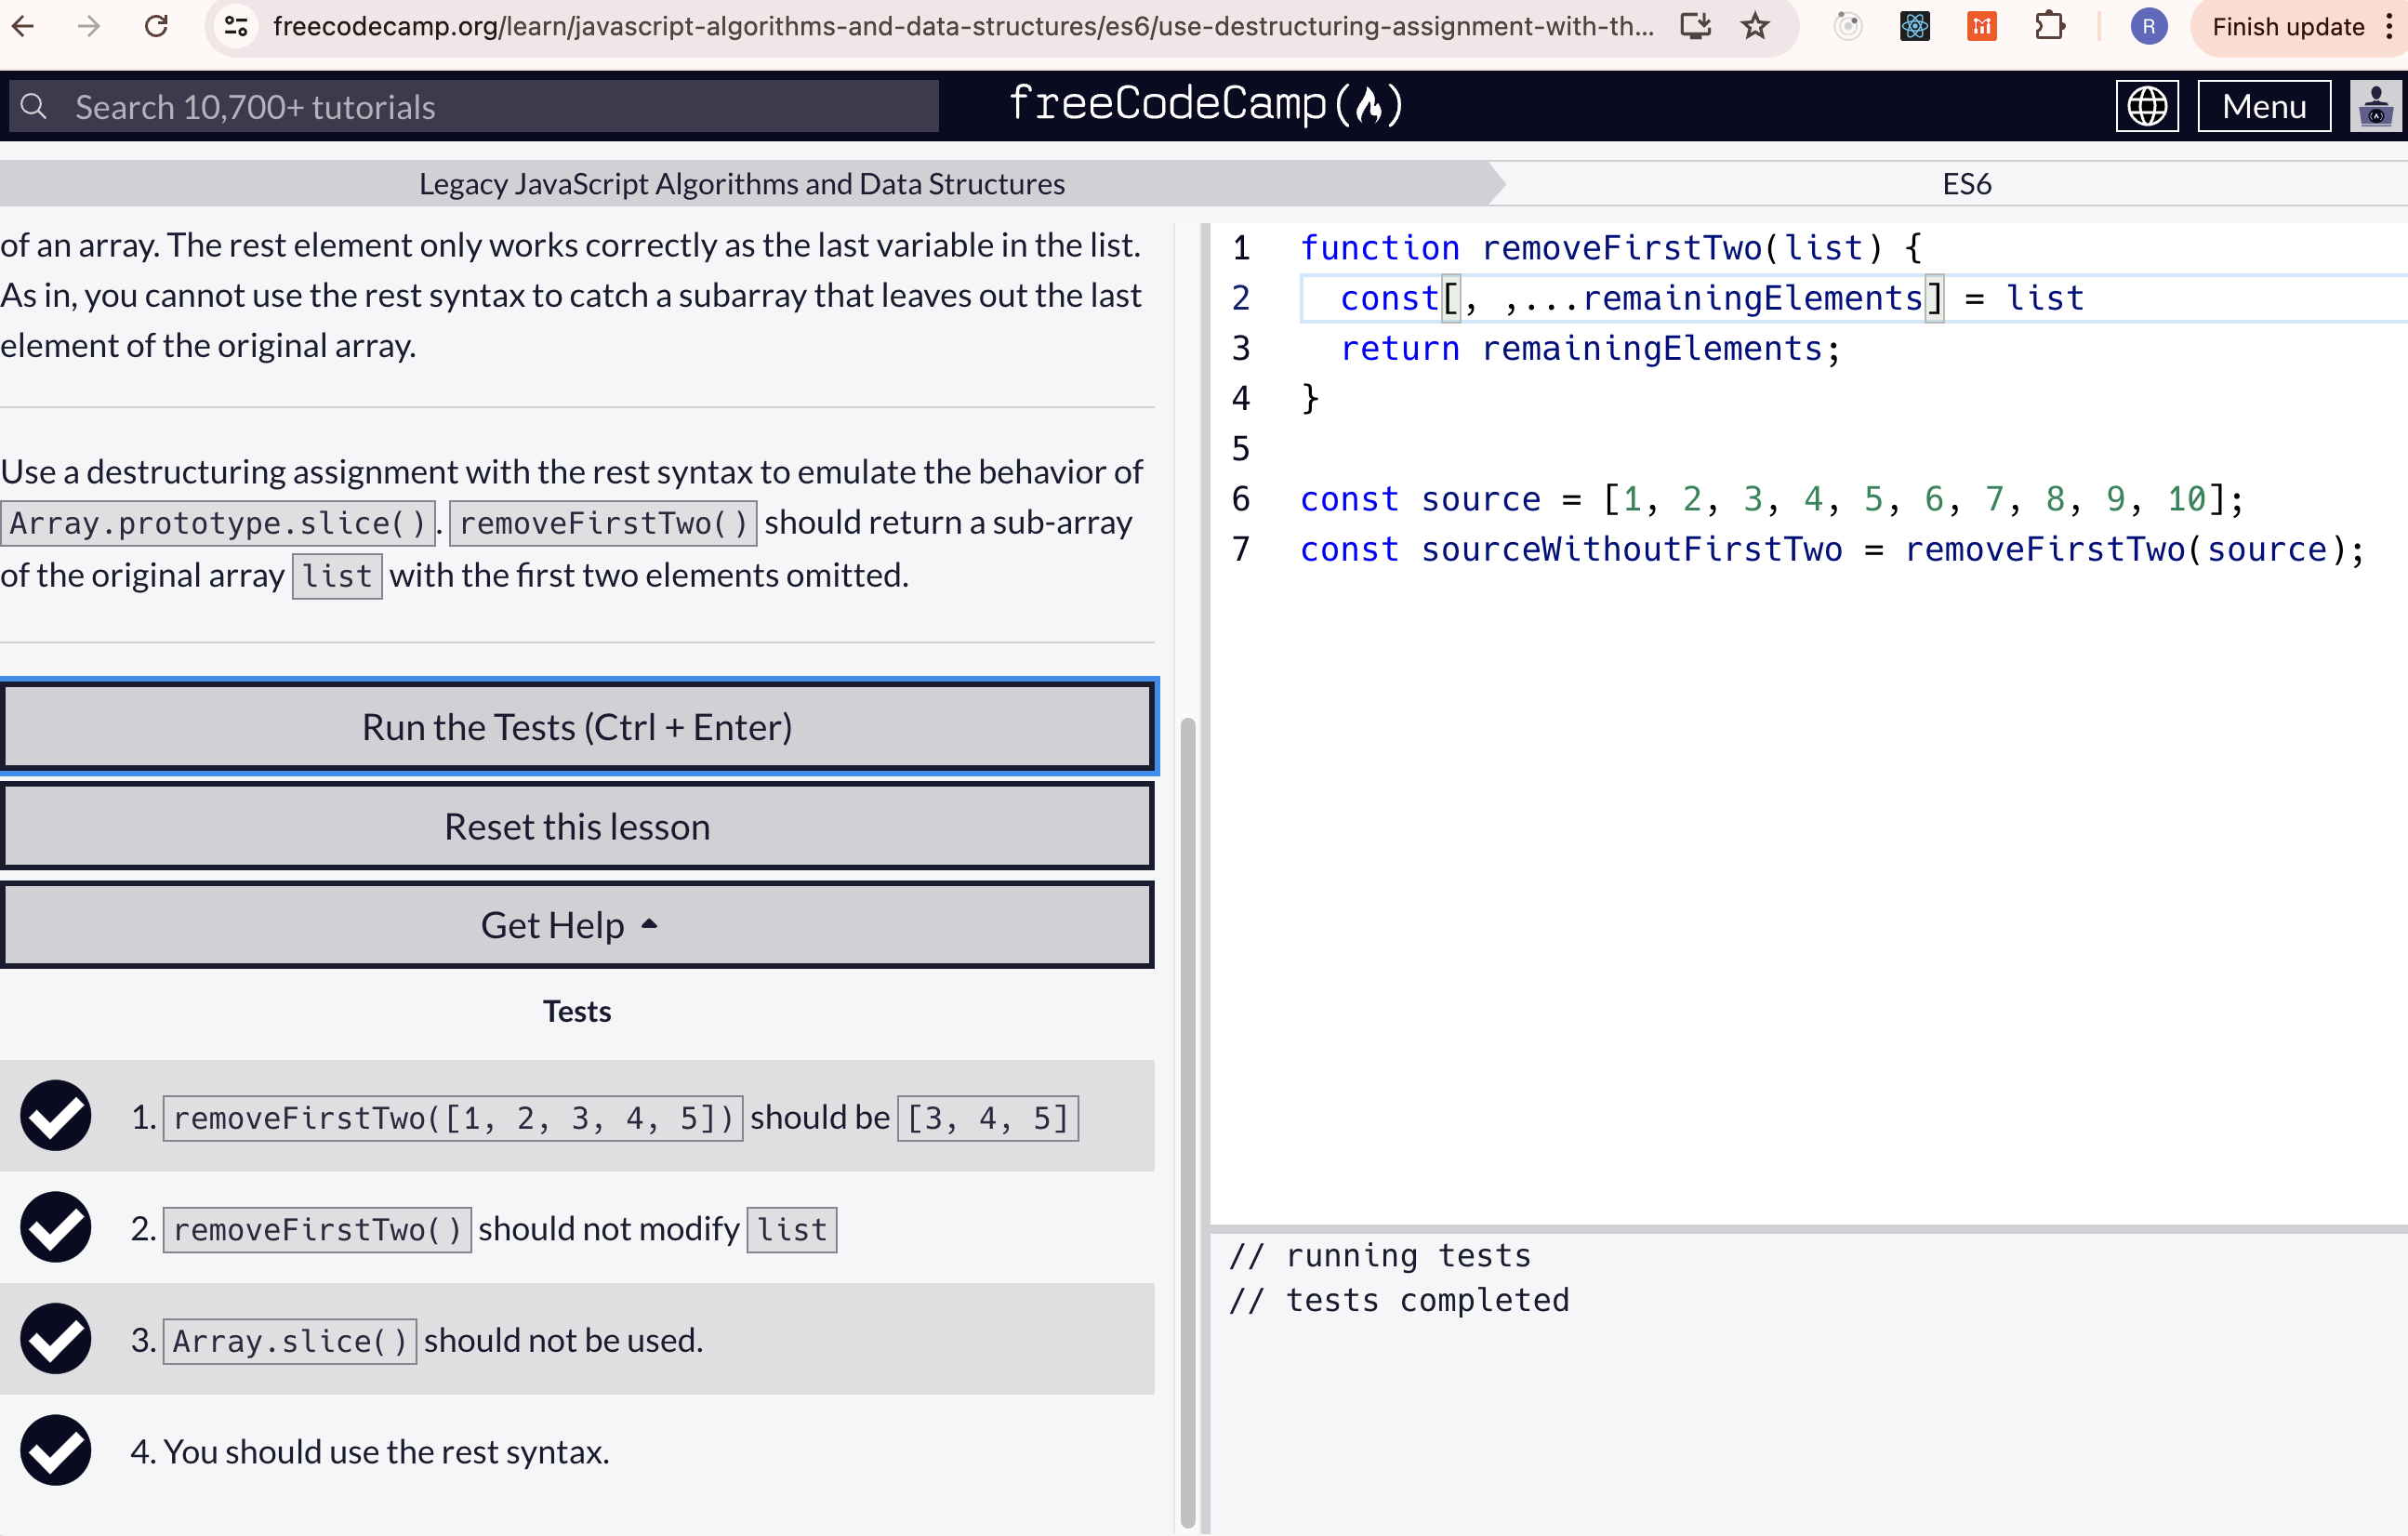 freecodecamp.org/learn/javascript-algorithms-and-data-structures/es6/use-destructuring-assignment-with-th...
R
Finish update
Search 10,700+ tutorials
freeCodeCamp
Menu
Legacy JavaScript Algorithms and Data Structures
ES6
of an array. The rest element only works correctly as the last variable in the list.
As in, you cannot use the rest syntax to catch a subarray that leaves out the last
element of the original array.
Use a destructuring assignment with the rest syntax to emulate the behavior of
Array.prototype.slice(). removeFirstTwo() should return a sub-array
of the original array list with the first two elements omitted.
Run the Tests (Ctrl + Enter)
Reset this lesson
Get Help
Tests
1. removeFirstTwo([1, 2, 3, 4, 5]) should be [3, 4, 5]
2. removeFirstTwo() should not modify list
3. Array.slice() should not be used.
4. You should use the rest syntax.
1 function removeFirstTwo(list) {
2 const[, ,...remainingElements] = list
3 return remainingElements;
4 }
5
6 const source = [1, 2, 3, 4, 5, 6, 7, 8, 9, 10];
7 const sourceWithoutFirstTwo = removeFirstTwo(source);
// running tests
// tests completed